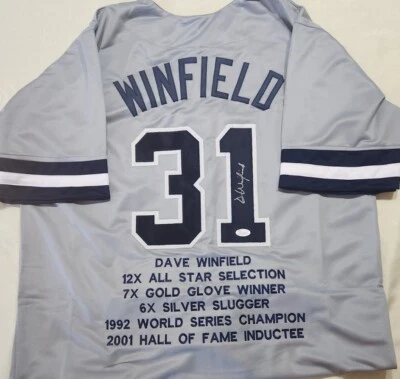 WINFIELD
31
DAVE WINFIELD
12X ALL STAR SELECTION
7X GOLD GLOVE WINNER
6X SILVER SLUGGER
1992 WORLD SERIES CHAMPION
2001 HALL OF FAME INDUCTEE